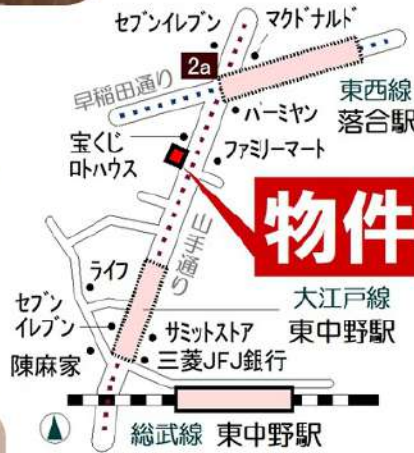 セブンイレブン
マクドナルド
2a
早稲田通り
東西線
落合駅
バーミヤン
宝くじ
ロトハウス
ファミリーマート
物件
山手通り
ライフ
大江戸線
東中野駅
セブン
イレブン
サミットストア
陳麻家
三菱JFJ銀行
総武線 東中野駅